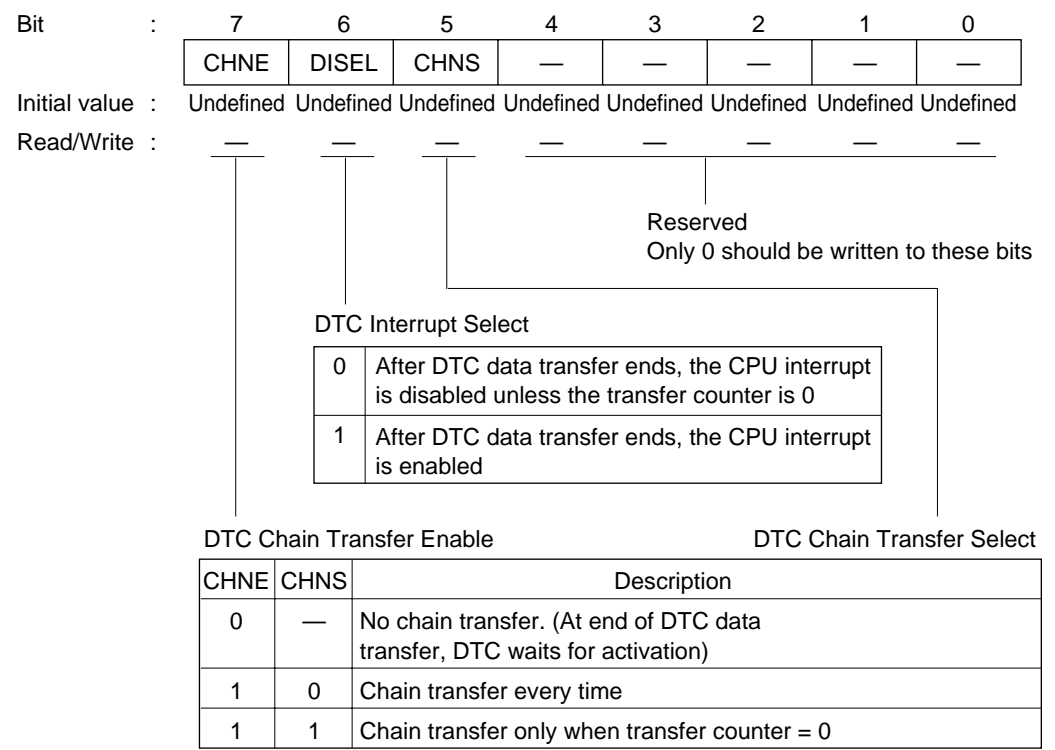 Bit : 7 6 5 4 3 2 1 0
CHNE DISEL CHNS — — — — —
Initial value : Undefined Undefined Undefined Undefined Undefined Undefined Undefined Undefined
Read/Write : — — — — — — — —
Reserved
Only 0 should be written to these bits
DTC Interrupt Select
0 After DTC data transfer ends, the CPU interrupt
is disabled unless the transfer counter is 0
1 After DTC data transfer ends, the CPU interrupt
is enabled
DTC Chain Transfer Enable DTC Chain Transfer Select
CHNE CHNS Description
0 — No chain transfer. (At end of DTC data
transfer, DTC waits for activation)
1 0 Chain transfer every time
1 1 Chain transfer only when transfer counter = 0